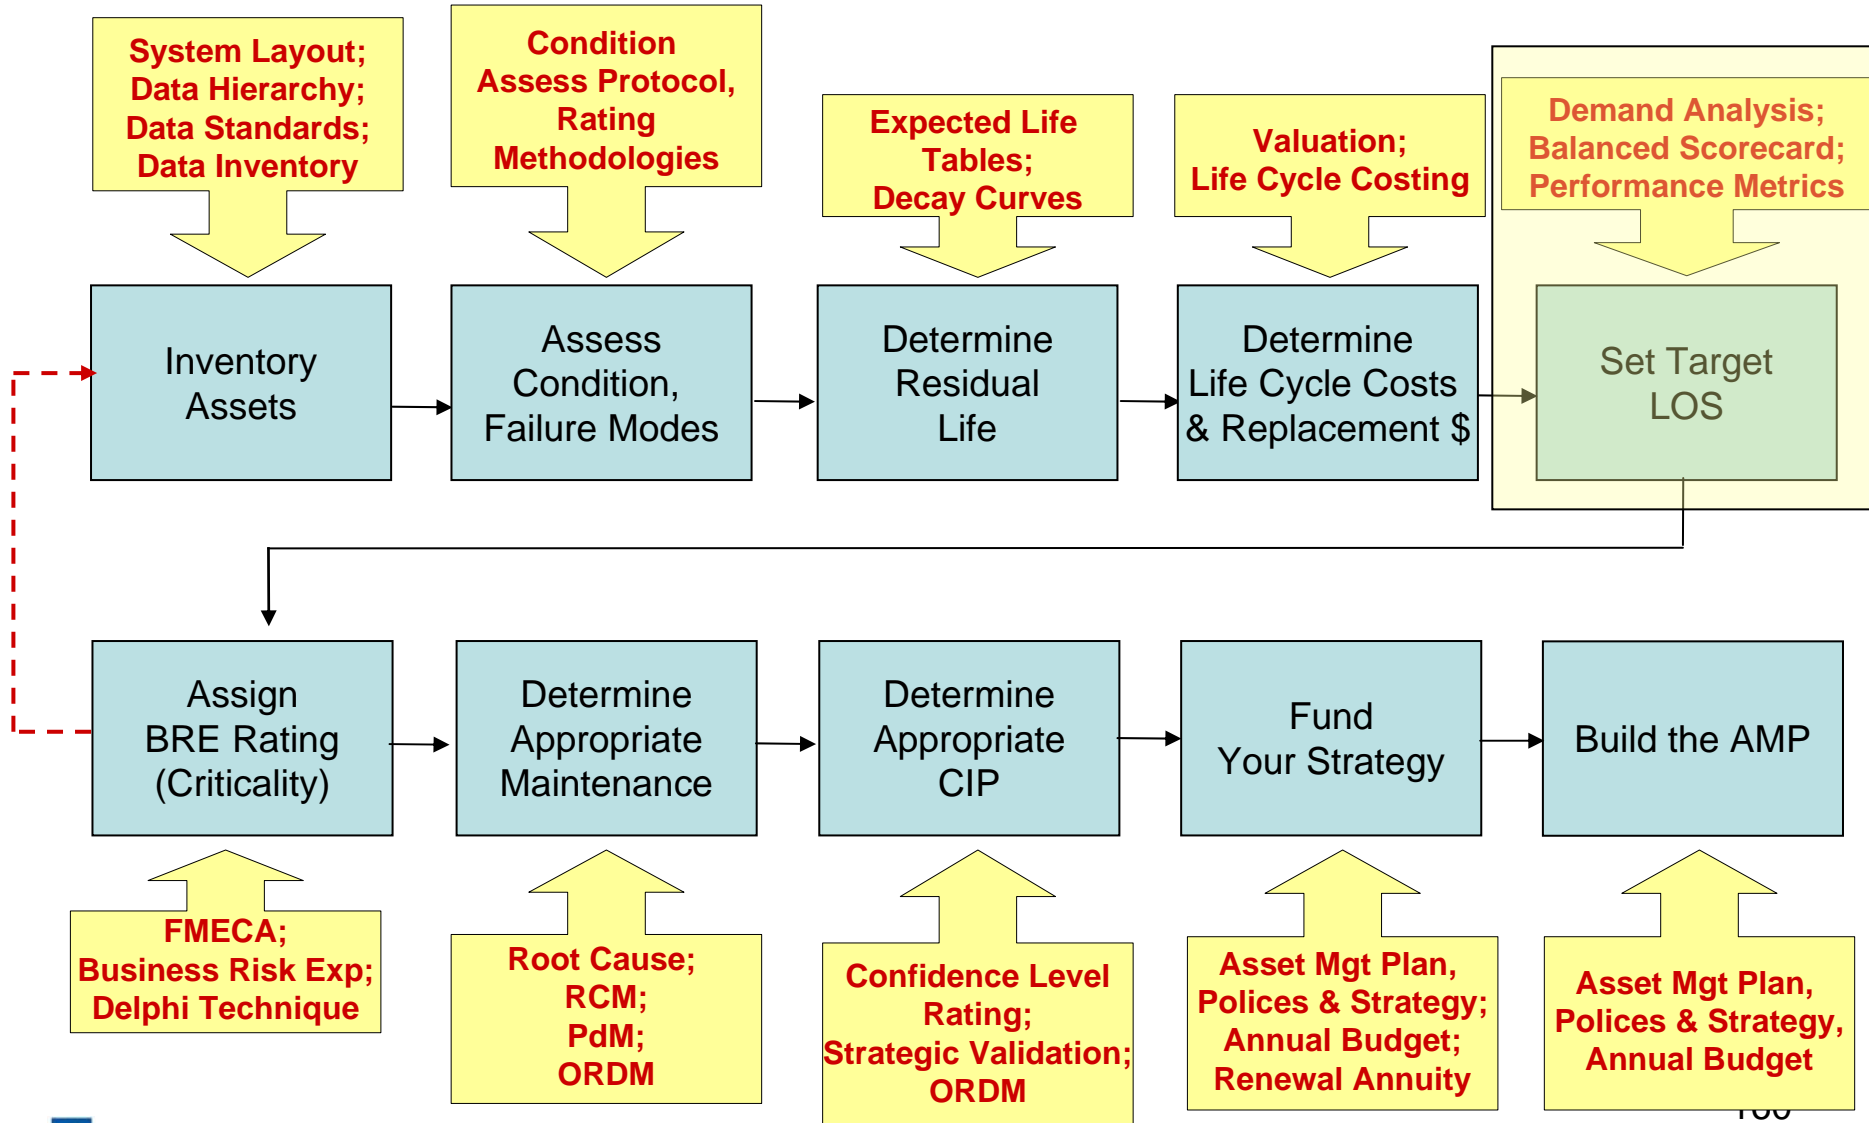 System Layout;
Data Hierarchy;
Data Standards;
Data Inventory
Condition
Assess Protocol,
Rating
Methodologies
Expected Life
Tables;
Decay Curves
Valuation;
Life Cycle Costing
Demand Analysis;
Balanced Scorecard;
Performance Metrics
Inventory
Assets
Assess
Condition,
Failure Modes
Determine
Residual
Life
Determine
Life Cycle Costs
& Replacement $
Set Target
LOS
Assign
BRE Rating
(Criticality)
Determine
Appropriate
Maintenance
Determine
Appropriate
CIP
Fund
Your Strategy
Build the AMP
FMECA;
Business Risk Exp;
Delphi Technique
Root Cause;
RCM;
PdM;
ORDM
Confidence Level
Rating;
Strategic Validation;
ORDM
Asset Mgt Plan,
Polices & Strategy;
Annual Budget;
Renewal Annuity
Asset Mgt Plan,
Polices & Strategy,
Annual Budget